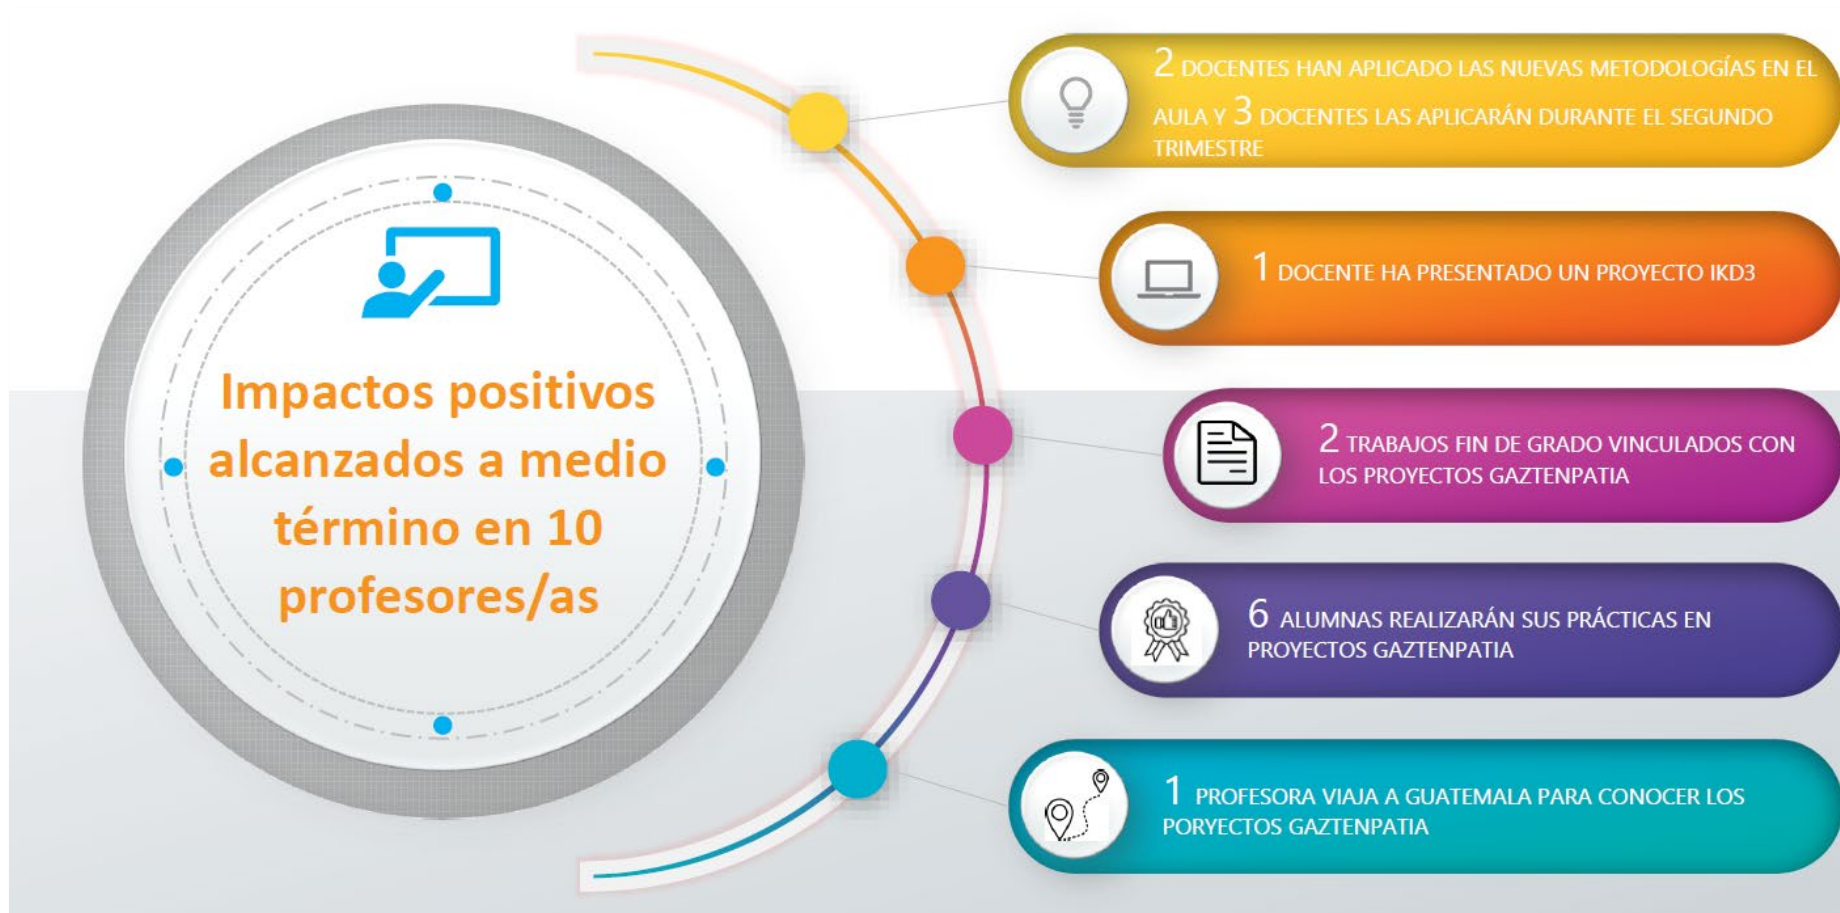 Impactos positivos
alcanzados a medio
término en 10
profesores/as
2 DOCENTES HAN APLICADO LAS NUEVAS METODOLOGÍAS EN EL
AULA Y 3 DOCENTES LAS APLICARÁN DURANTE EL SEGUNDO
TRIMESTRE
1 DOCENTE HA PRESENTADO UN PROYECTO IKD3
2 TRABAJOS FIN DE GRADO VINCULADOS CON
LOS PROYECTOS GAZTENPATIA
6 ALUMNAS REALIZARÁN SUS PRÁCTICAS EN
PROYECTOS GAZTENPATIA
1 PROFESORA VIAJA A GUATEMALA PARA CONOCER LOS
PORYECTOS GAZTENPATIA